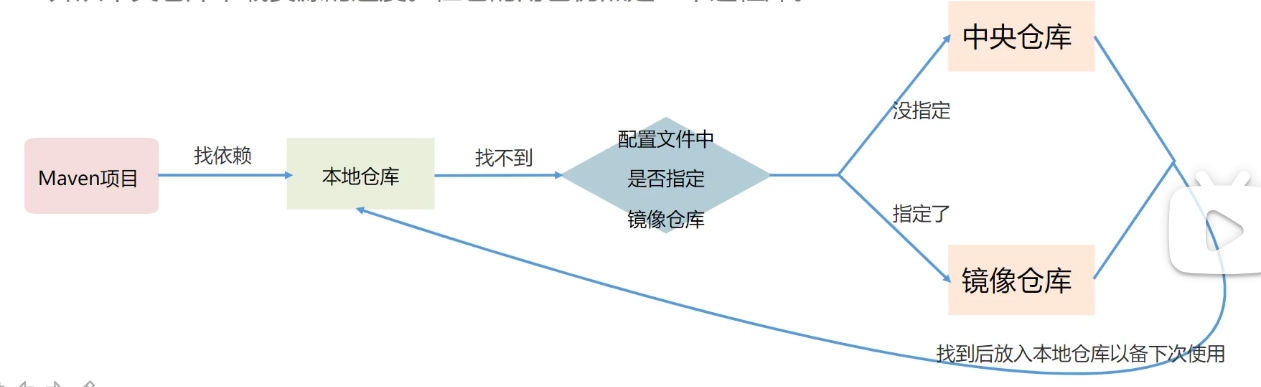 Maven项目
找依赖
本地仓库
找不到
配置文件中
是否指定
镜像仓库
没指定
指定了
中央仓库
镜像仓库
找到后放入本地仓库以备下次使用